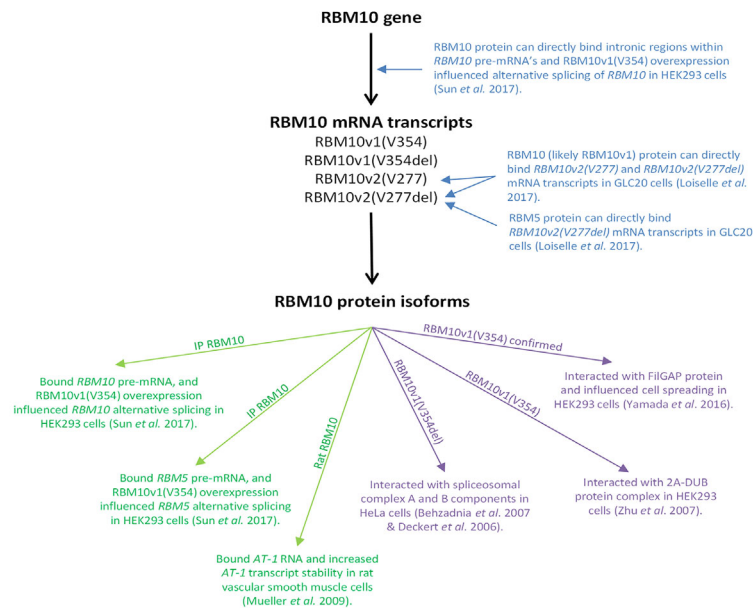 RBM10 gene
RBM10 protein can directly bind intronic regions within
RBM10 pre-mRNA's and RBM10v1(V354) overexpression
influenced alternative splicing of RBM10 in HEK293 cells
(Sun et al. 2017).
RBM10 mRNA transcripts
RBM10v1(V354)
RBM10v1(V354del)
RBM10v2(V277)
RBM10v2(V277del)
RBM10 (likely RBM10v1) protein can directly
bind RBM10v2(V277) and RBM10v2(V277del)
mRNA transcripts in GLC20 cells (Loiselle et al.
2017).
RBM5 protein can directly bind
RBM10v2(V277del) mRNA transcripts in GLC20
cells (Loiselle et al. 2017).
RBM10 protein isoforms
IP RBM10
IP RBM10
Rat RBM10
RBM10v1(V354del)
RBM10v1(V354)
RBM10v1(V354) confirmed
Bound RBM10 pre-mRNA, and
RBM10v1(V354) overexpression
influenced RBM10 alternative splicing in
HEK293 cells (Sun et al. 2017).
Bound RBM5 pre-mRNA, and
RBM10v1(V354) overexpression
influenced RBM5 alternative splicing
in HEK293 cells (Sun et al. 2017).
Bound AT-1 RNA and increased
AT-1 transcript stability in rat
vascular smooth muscle cells
(Mueller et al. 2009).
Interacted with spliceosomal
complex A and B components in
HeLa cells (Behzadnia et al. 2007
& Deckert et al. 2006).
Interacted with 2A-DUB
protein complex in HEK293
cells (Zhu et al. 2007).
Interacted with FilGAP protein
and influenced cell spreading in
HEK293 cells (Yamada et al. 2016).